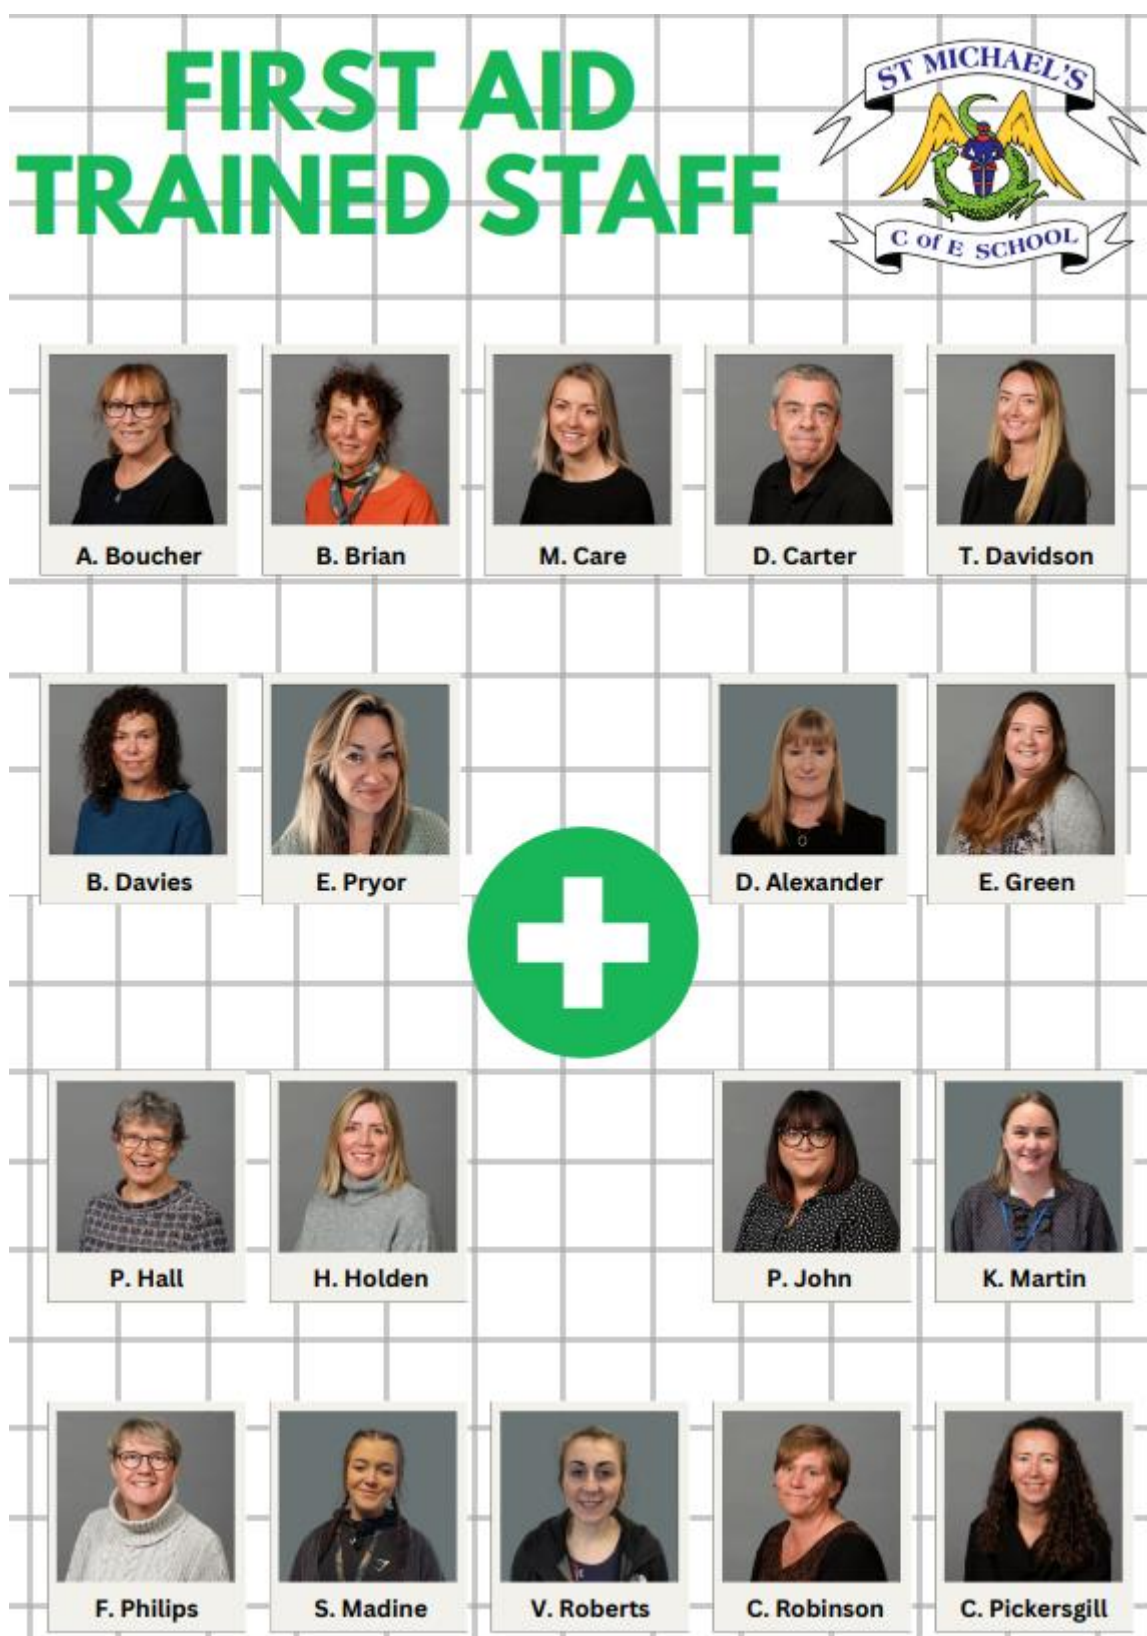 FIRST AID
TRAINED STAFF
ST MICHAEL'S
C of E SCHOOL
A. Boucher
B. Brian
M. Care
D. Carter
T. Davidson
B. Davies
E. Pryor
D. Alexander
E. Green
P. Hall
H. Holden
P. John
K. Martin
F. Philips
S. Madine
V. Roberts
C. Robinson
C. Pickersgill